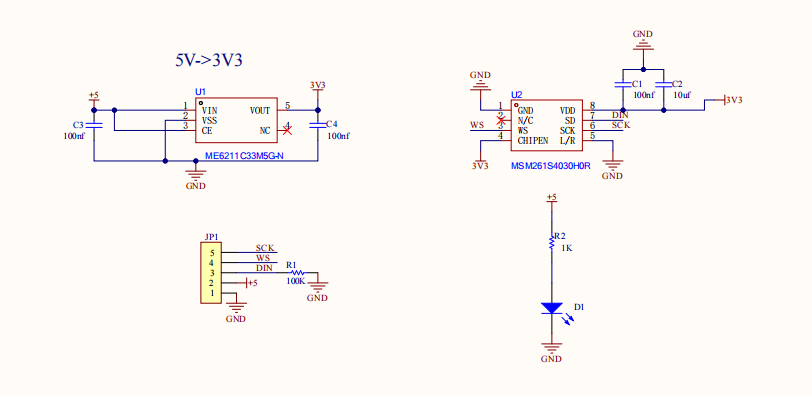 5V->3V3
+5
U1
3V3
1 VIN VOUT 5
2 VSS
3 CE NC 4
C3
100nf
C4
100nf
ME6211C33M5G-N
GND
GND
C1
100nf
C2
10uf
GND
U2
1 GND VDD 8
3V3
2 N/C SD 7 DIN
WS 3 WS SCK 6 SCK
4 CHIPEN L/R 5
3V3
MSM261S4030H0R
GND
JP1
5 SCK
4 WS
3 DIN
R1
100K
2 +5
1
GND
GND
+5
R2
1K
D1
GND